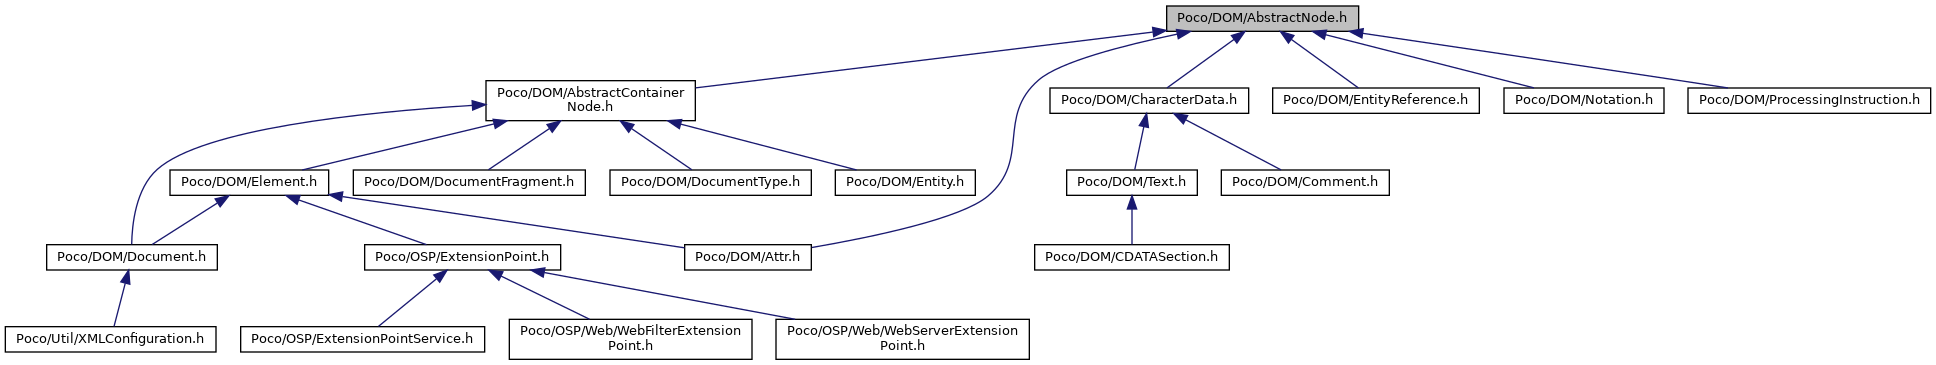 Poco/DOM/AbstractNode.h
Poco/DOM/AbstractContainer
Node.h
Poco/DOM/CharacterData.h
Poco/DOM/EntityReference.h
Poco/DOM/Notation.h
Poco/DOM/ProcessingInstruction.h
Poco/DOM/Element.h
Poco/DOM/DocumentFragment.h
Poco/DOM/DocumentType.h
Poco/DOM/Entity.h
Poco/DOM/Text.h
Poco/DOM/Comment.h
Poco/DOM/Document.h
Poco/OSP/ExtensionPoint.h
Poco/DOM/Attr.h
Poco/DOM/CDATASection.h
Poco/Util/XMLConfiguration.h
Poco/OSP/ExtensionPointService.h
Poco/OSP/Web/WebFilterExtension
Point.h
Poco/OSP/Web/WebServerExtension
Point.h